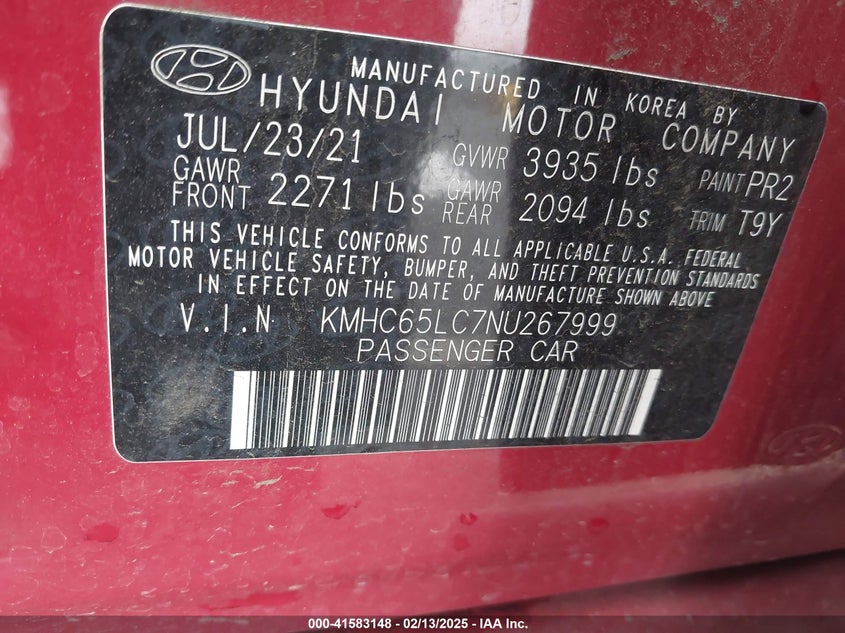 MANUFACTURED IN KOREA BY
HYUNDAI MOTOR COMPANY
JUL/23/21 GVWR 3935 lbs PAINT PR2
GAWR FRONT 2271 lbs GAWR REAR 2094 lbs TRIM T9Y
THIS VEHICLE CONFORMS TO ALL APPLICABLE U.S.A. FEDERAL
MOTOR VEHICLE SAFETY, BUMPER, AND THEFT PREVENTION STANDARDS
IN EFFECT ON THE DATE OF MANUFACTURE SHOWN ABOVE
V.I.N KMHC65LC7NU267999
PASSENGER CAR
000-41583148 - 02/13/2025 - IAA Inc.